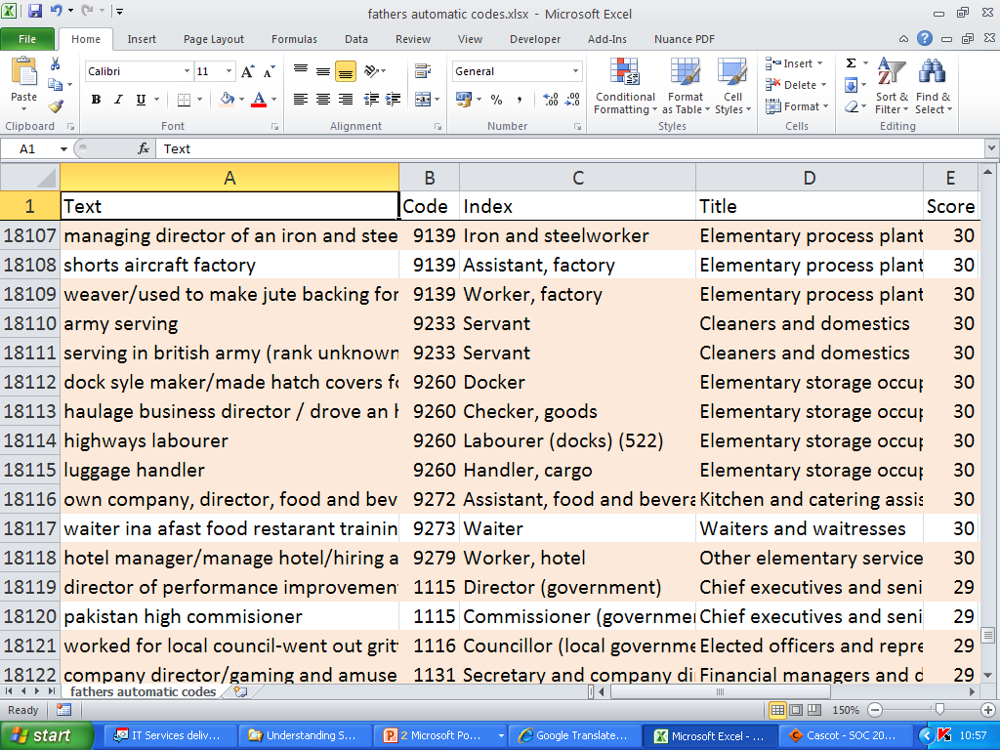 fathers automatic codes.xlsx - Microsoft Excel
File Home Insert Page Layout Formulas Data Review View Developer Add-Ins Nuance PDF
Paste
Clipboard
Calibri 11
B I U A
Font
Alignment
General
% ,
Number
Conditional Formatting
Format as Table
Cell Styles
Styles
Insert
Delete
Format
Cells
Σ
Sort & Filter
Find & Select
Editing
A1 fx Text
A B C D E
1 Text Code Index Title Score
18107 managing director of an iron and stee 9139 Iron and steelworker Elementary process plant 30
18108 shorts aircraft factory 9139 Assistant, factory Elementary process plant 30
18109 weaver/used to make jute backing for 9139 Worker, factory Elementary process plant 30
18110 army serving 9233 Servant Cleaners and domestics 30
18111 serving in british army (rank unknown 9233 Servant Cleaners and domestics 30
18112 dock syle maker/made hatch covers fo 9260 Docker Elementary storage occup 30
18113 haulage business director / drove an h 9260 Checker, goods Elementary storage occup 30
18114 highways labourer 9260 Labourer (docks) (522) Elementary storage occup 30
18115 luggage handler 9260 Handler, cargo Elementary storage occup 30
18116 own company, director, food and bev 9272 Assistant, food and bevera Kitchen and catering assis 30
18117 waiter ina afast food restarant trainin 9273 Waiter Waiters and waitresses 30
18118 hotel manager/manage hotel/hiring a 9279 Worker, hotel Other elementary service 30
18119 director of performance improvemen 1115 Director (government) Chief executives and seni 29
18120 pakistan high commisioner 1115 Commissioner (governmen Chief executives and seni 29
18121 worked for local council-went out grit 1116 Councillor (local governme Elected officers and repre 29
18122 company director/gaming and amuse 1131 Secretary and company di Financial managers and d 29
fathers automatic codes
Ready 150%
start IT Services deliv... Understanding S... 2 Microsoft Po... Google Translate... Microsoft Excel - ... Cascot - SOC 20... 10:57